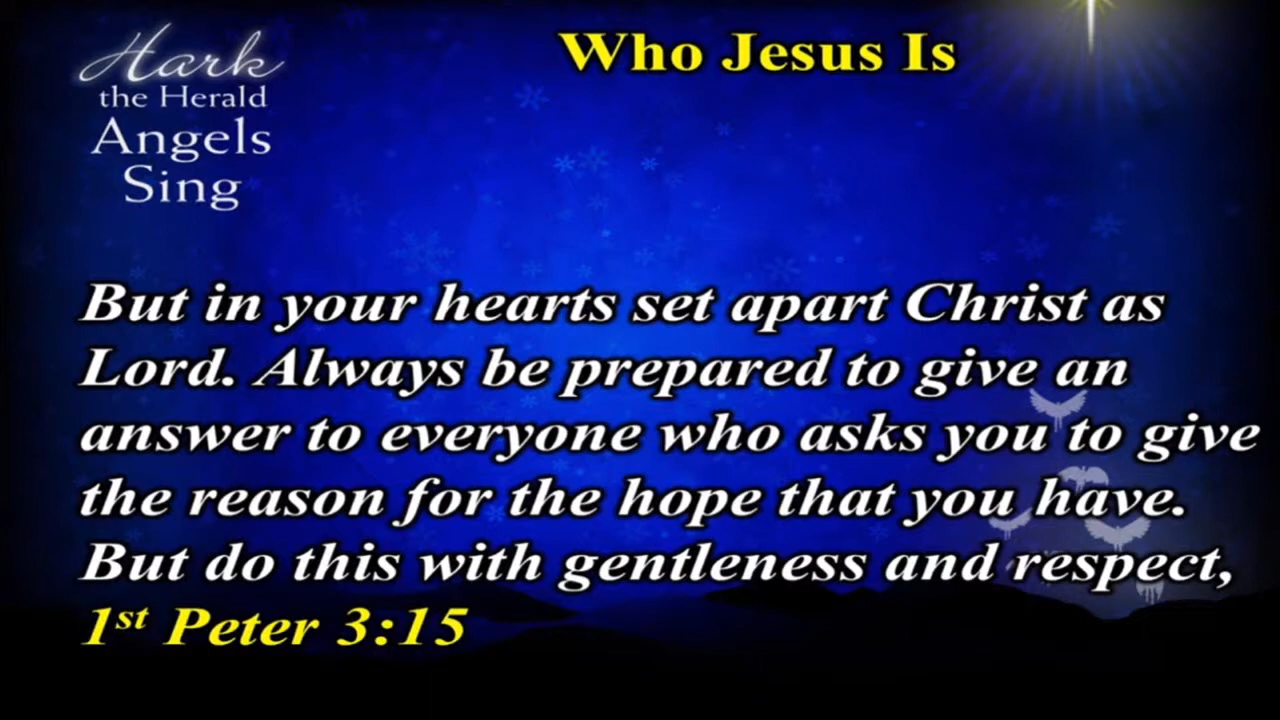 Hark
the Herald
Angels
Sing
Who Jesus Is
But in your hearts set apart Christ as
Lord. Always be prepared to give an
answer to everyone who asks you to give
the reason for the hope that you have.
But do this with gentleness and respect,
1st Peter 3:15